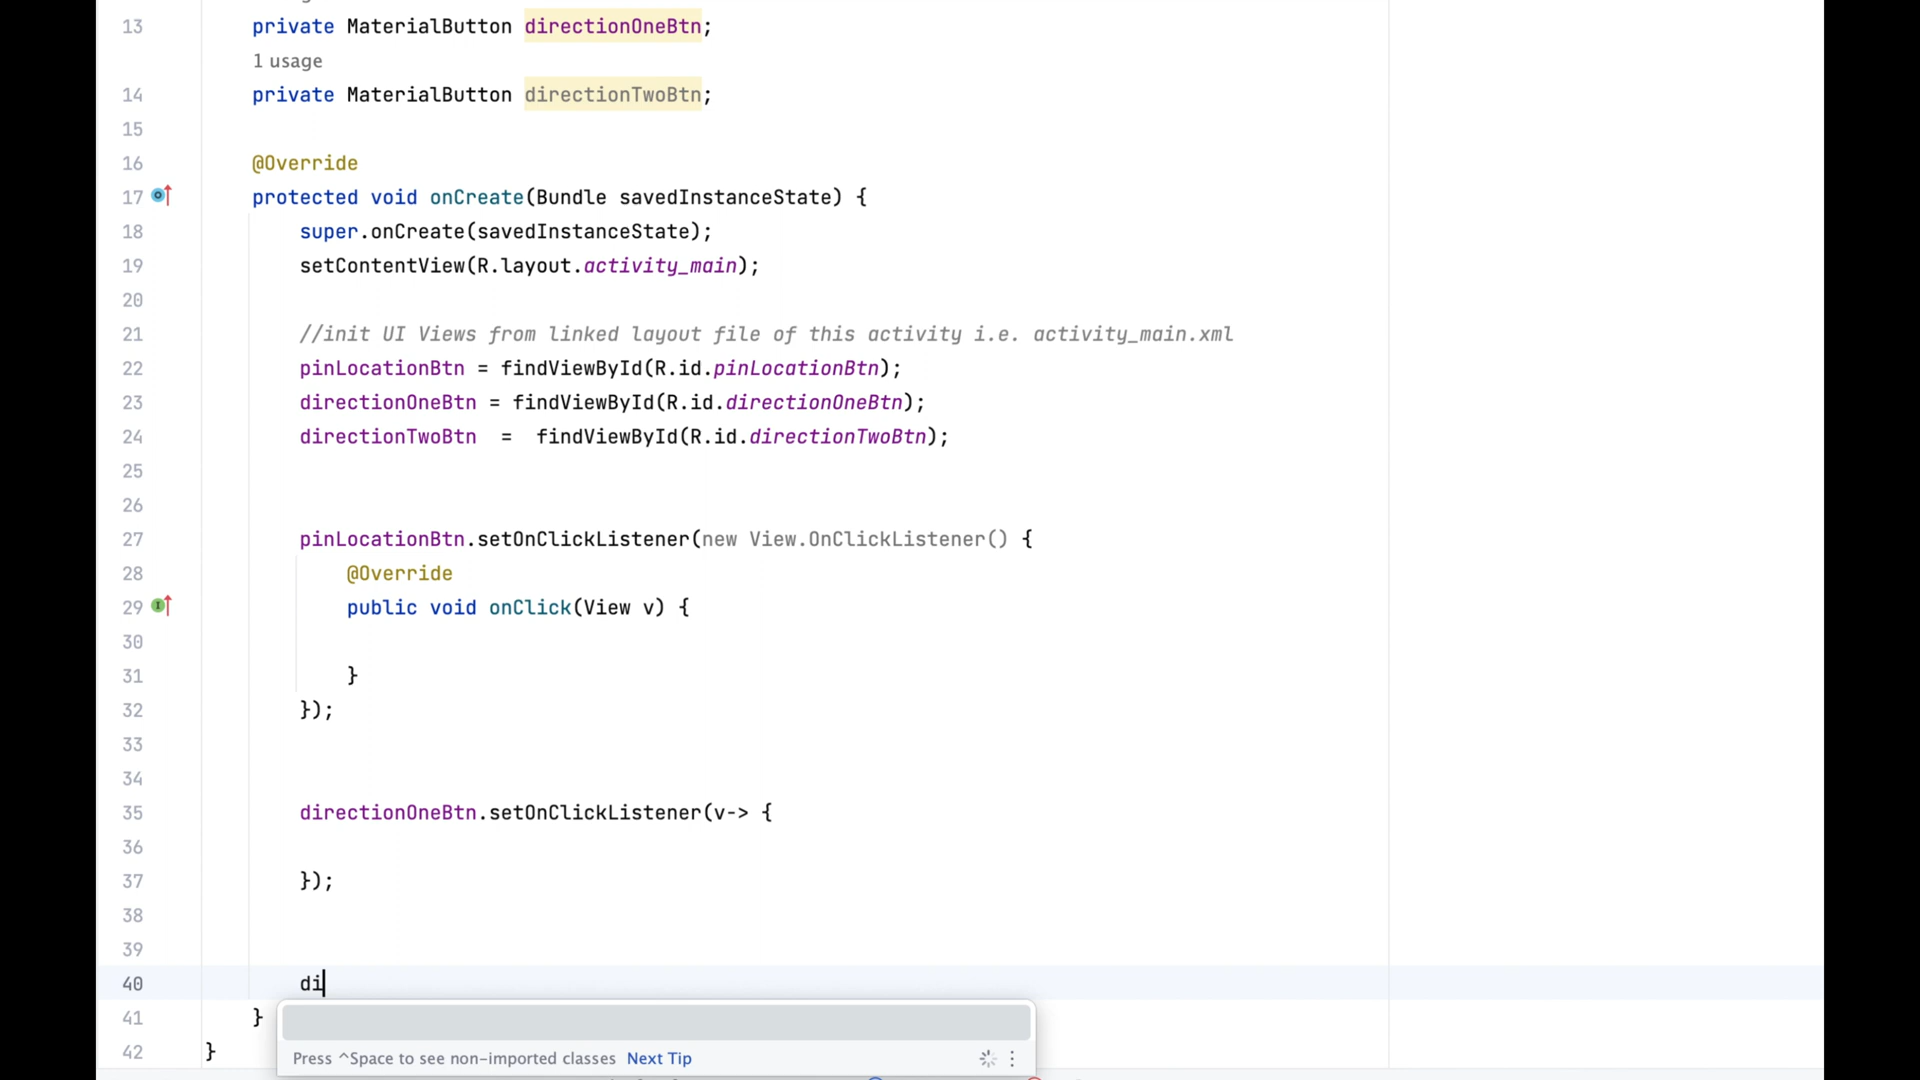 13 private MaterialButton directionOneBtn;
1 usage
14 private MaterialButton directionTwoBtn;
15
16 @Override
17 protected void onCreate(Bundle savedInstanceState) {
18 super.onCreate(savedInstanceState);
19 setContentView(R.layout.activity_main);
20
21 //init UI Views from linked layout file of this activity i.e. activity_main.xml
22 pinLocationBtn = findViewById(R.id.pinLocationBtn);
23 directionOneBtn = findViewById(R.id.directionOneBtn);
24 directionTwoBtn  =  findViewById(R.id.directionTwoBtn);
25
26
27 pinLocationBtn.setOnClickListener(new View.OnClickListener() {
28 @Override
29 public void onClick(View v) {
30
31 }
32 });
33
34
35 directionOneBtn.setOnClickListener(v-> {
36
37 });
38
39
40 di
41 }
42 }
Press ^Space to see non-imported classes Next Tip